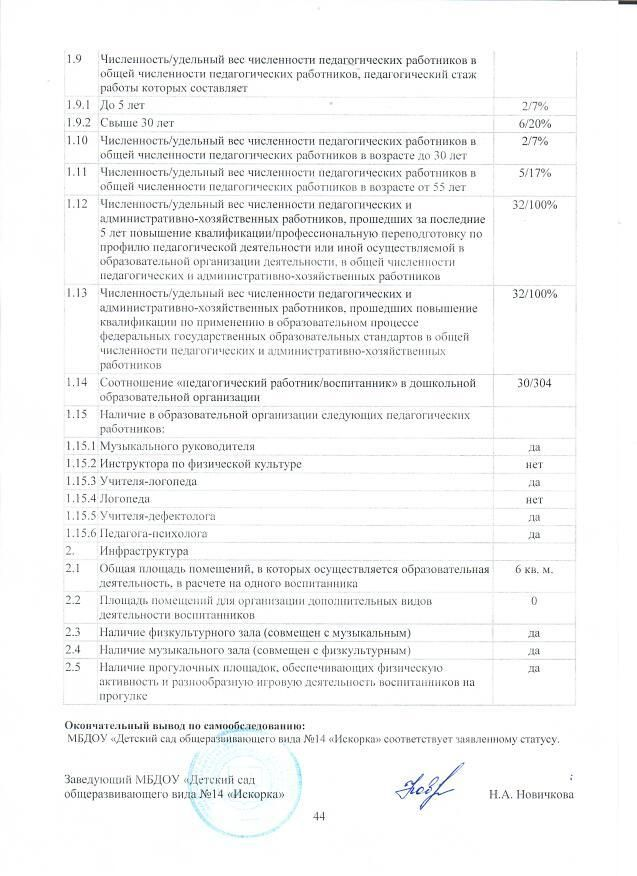 1.9 Численность/удельный вес численности педагогических работников в
общей численности педагогических работников, педагогический стаж
работы которых составляет
1.9.1 До 5 лет 2/7%
1.9.2 Свыше 30 лет 6/20%
1.10 Численность/удельный вес численности педагогических работников в 2/7%
общей численности педагогических работников в возрасте до 30 лет
1.11 Численность/удельный вес численности педагогических работников в 5/17%
общей численности педагогических работников в возрасте от 55 лет
1.12 Численность/удельный вес численности педагогических и 32/100%
административно-хозяйственных работников, прошедших за последние
5 лет повышение квалификации/профессиональную переподготовку по
профилю педагогической деятельности или иной осуществляемой в
образовательной организации деятельности, в общей численности
педагогических и административно-хозяйственных работников
1.13 Численность/удельный вес численности педагогических и 32/100%
административно-хозяйственных работников, прошедших повышение
квалификации по применению в образовательном процессе
федеральных государственных образовательных стандартов в общей
численности педагогических и административно-хозяйственных
работников
1.14 Соотношение «педагогический работник/воспитанник» в дошкольной 30/304
образовательной организации
1.15 Наличие в образовательной организации следующих педагогических
работников:
1.15.1 Музыкального руководителя да
1.15.2 Инструктора по физической культуре нет
1.15.3 Учителя-логопеда да
1.15.4 Логопеда нет
1.15.5 Учителя-дефектолога да
1.15.6 Педагога-психолога да
2. Инфраструктура
2.1 Общая площадь помещений, в которых осуществляется образовательная 6 кв. м.
деятельность, в расчете на одного воспитанника
2.2 Площадь помещений для организации дополнительных видов 0
деятельности воспитанников
2.3 Наличие физкультурного зала (совмещен с музыкальным) да
2.4 Наличие музыкального зала (совмещен с физкультурным) да
2.5 Наличие прогулочных площадок, обеспечивающих физическую да
активность и разнообразную игровую деятельность воспитанников на
прогулке
Окончательный вывод по самообследованию:
МБДОУ «Детский сад общеразвивающего вида №14 «Искорка» соответствует заявленному статусу.
Заведующий МБДОУ «Детский сад
общеразвивающего вида №14 «Искорка» Н.А. Новичкова
44